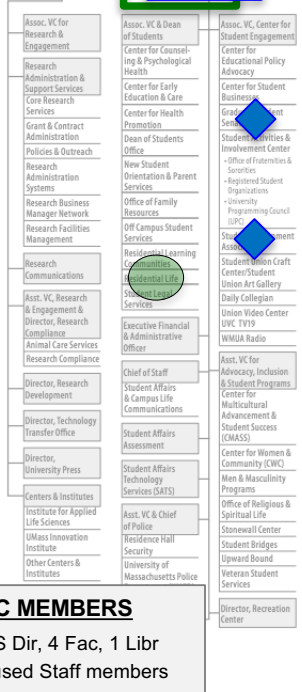 Assoc. VC for
Research &
Engagement
Research
Administration &
Support Services
Core Research
Services
Grant & Contract
Administration
Policies & Outreach
Research
Administration
Systems
Research Business
Manager Network
Research Facilities
Management
Research
Communications
Asst. VC, Research
& Engagement &
Director, Research
Compliance
Animal Care Services
Research Compliance
Director, Research
Development
Director, Technology
Transfer Office
Director,
University Press
Centers & Institutes
Institute for Applied
Life Sciences
UMass Innovation
Institute
Other Centers &
Institutes
Assoc. VC & Dean
of Students
Center for Counsel-
ing & Psychological
Health
Center for Early
Education & Care
Center for Health
Promotion
Dean of Students
Office
New Student
Orientation & Parent
Services
Office of Family
Resources
Off Campus Student
Services
Residential Learning
Communities
Residential Life
Student Legal
Services
Executive Financial
& Administrative
Officer
Chief of Staff
Student Affairs
& Campus Life
Communications
Student Affairs
Assessment
Student Affairs
Technology
Services (SATS)
Asst. VC & Chief
of Police
Residence Hall
Security
University of
Massachusetts Police
Assoc. VC, Center for
Student Engagement
Center for
Educational Policy
Advocacy
Center for Student
Business
Student Activities &
Involvement Center
• Office of Fraternities &
Sororities
• Registered Student
Organizations
• University
Programming Council
(UPC)
Student Union Craft
Center/Student
Union Art Gallery
Daily Collegian
Union Video Center
UVC TV19
WMUA Radio
Asst. VC for
Advocacy, Inclusion
& Student Programs
Center for
Multicultural
Advancement &
Student Success
(CMASS)
Center for Women &
Community (CWC)
Men & Masculinity
Programs
Office of Religious &
Spiritual Life
Stonewall Center
Student Bridges
Upward Bound
Veteran Student
Services
Director, Recreation
Center
C MEMBERS
S Dir, 4 Fac, 1 Libr
used Staff members